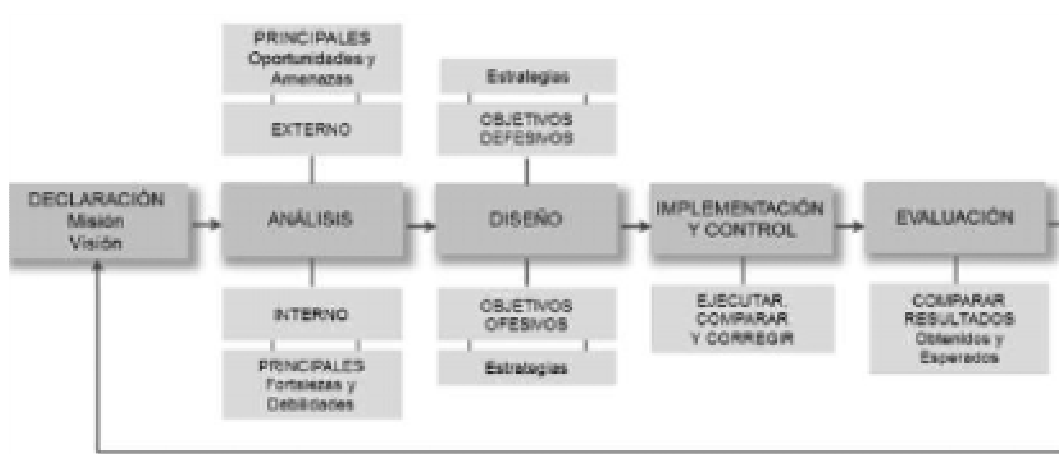 PRINCIPALES
Oportunidades y
Amenazas
EXTERNO
Estrategias
OBJETIVOS
DEFESIVOS
DECLARACIÓN
Misión
Visión
ANÁLISIS
DISEÑO
IMPLEMENTACIÓN
Y CONTROL
EVALUACIÓN
INTERNO
PRINCIPALES
Fortalezas y
Debilidades
OBJETIVOS
OFESIVOS
Estrategias
EJECUTAR,
COMPARAR
Y CORREGIR
COMPARAR
RESULTADOS
Obtenidos y
Esperados